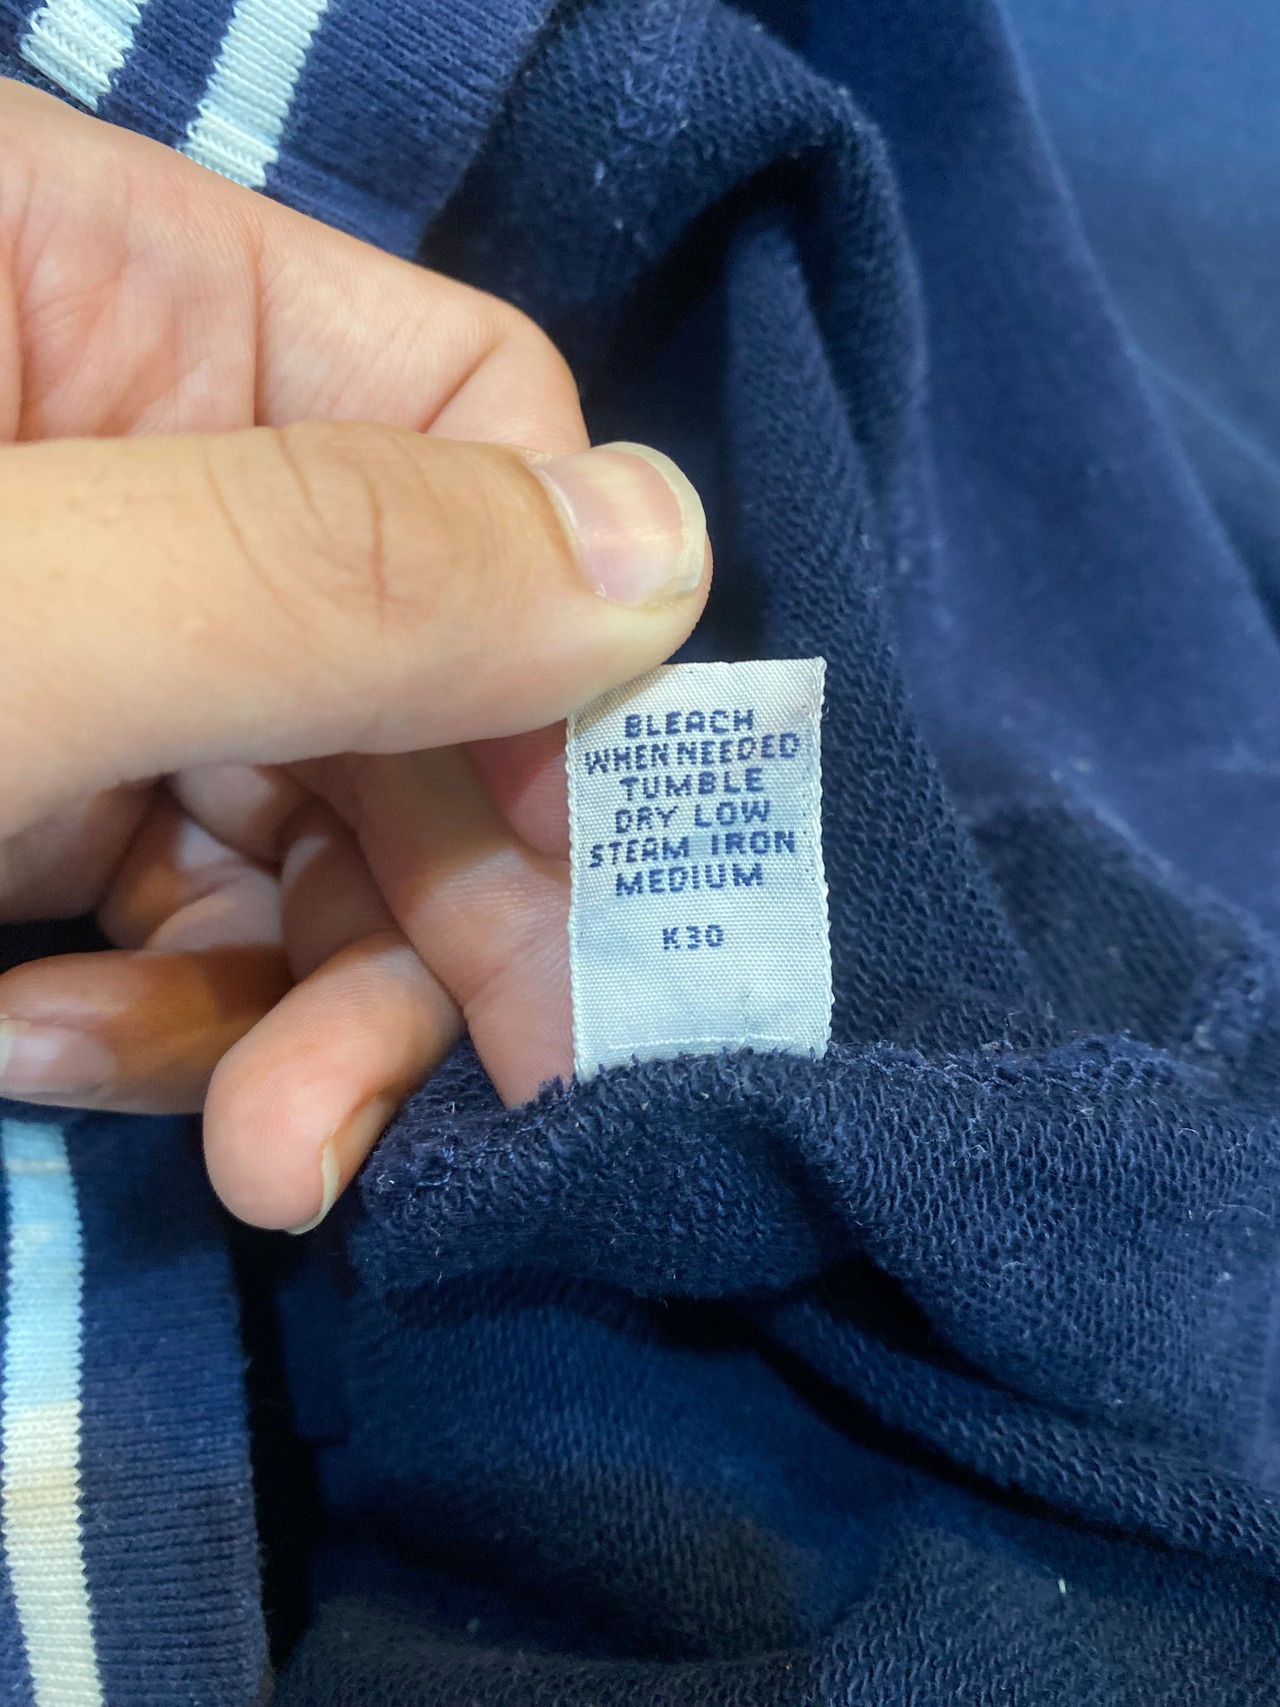 BLEACH
WHEN NEEDED
TUMBLE
DRY LOW
STEAM IRON
MEDIUM
K30